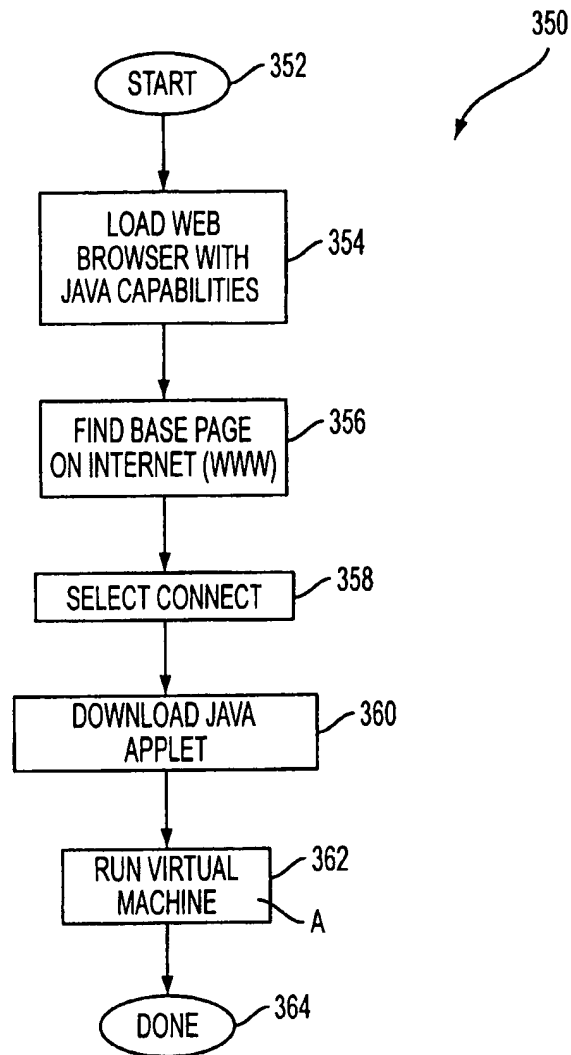 350
START
352
LOAD WEB
BROWSER WITH
JAVA CAPABILITIES
354
FIND BASE PAGE
ON INTERNET (WWW)
356
SELECT CONNECT
358
DOWNLOAD JAVA
APPLET
360
RUN VIRTUAL
MACHINE
362
A
DONE
364